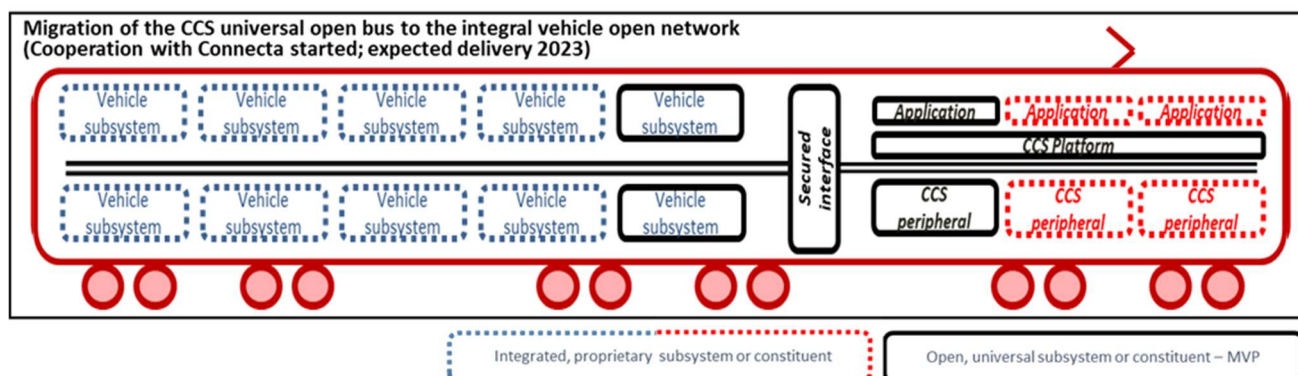 Migration of the CCS universal open bus to the integral vehicle open network
(Cooperation with Connecta started; expected delivery 2023)
Vehicle
subsystem
Vehicle
subsystem
Vehicle
subsystem
Vehicle
subsystem
Vehicle
subsystem
Secured
interface
Application
Application
Application
CCS Platform
Vehicle
subsystem
Vehicle
subsystem
Vehicle
subsystem
Vehicle
subsystem
Vehicle
subsystem
CCS
peripheral
CCS
peripheral
CCS
peripheral
Integrated, proprietary subsystem or constituent
Open, universal subsystem or constituent – MVP